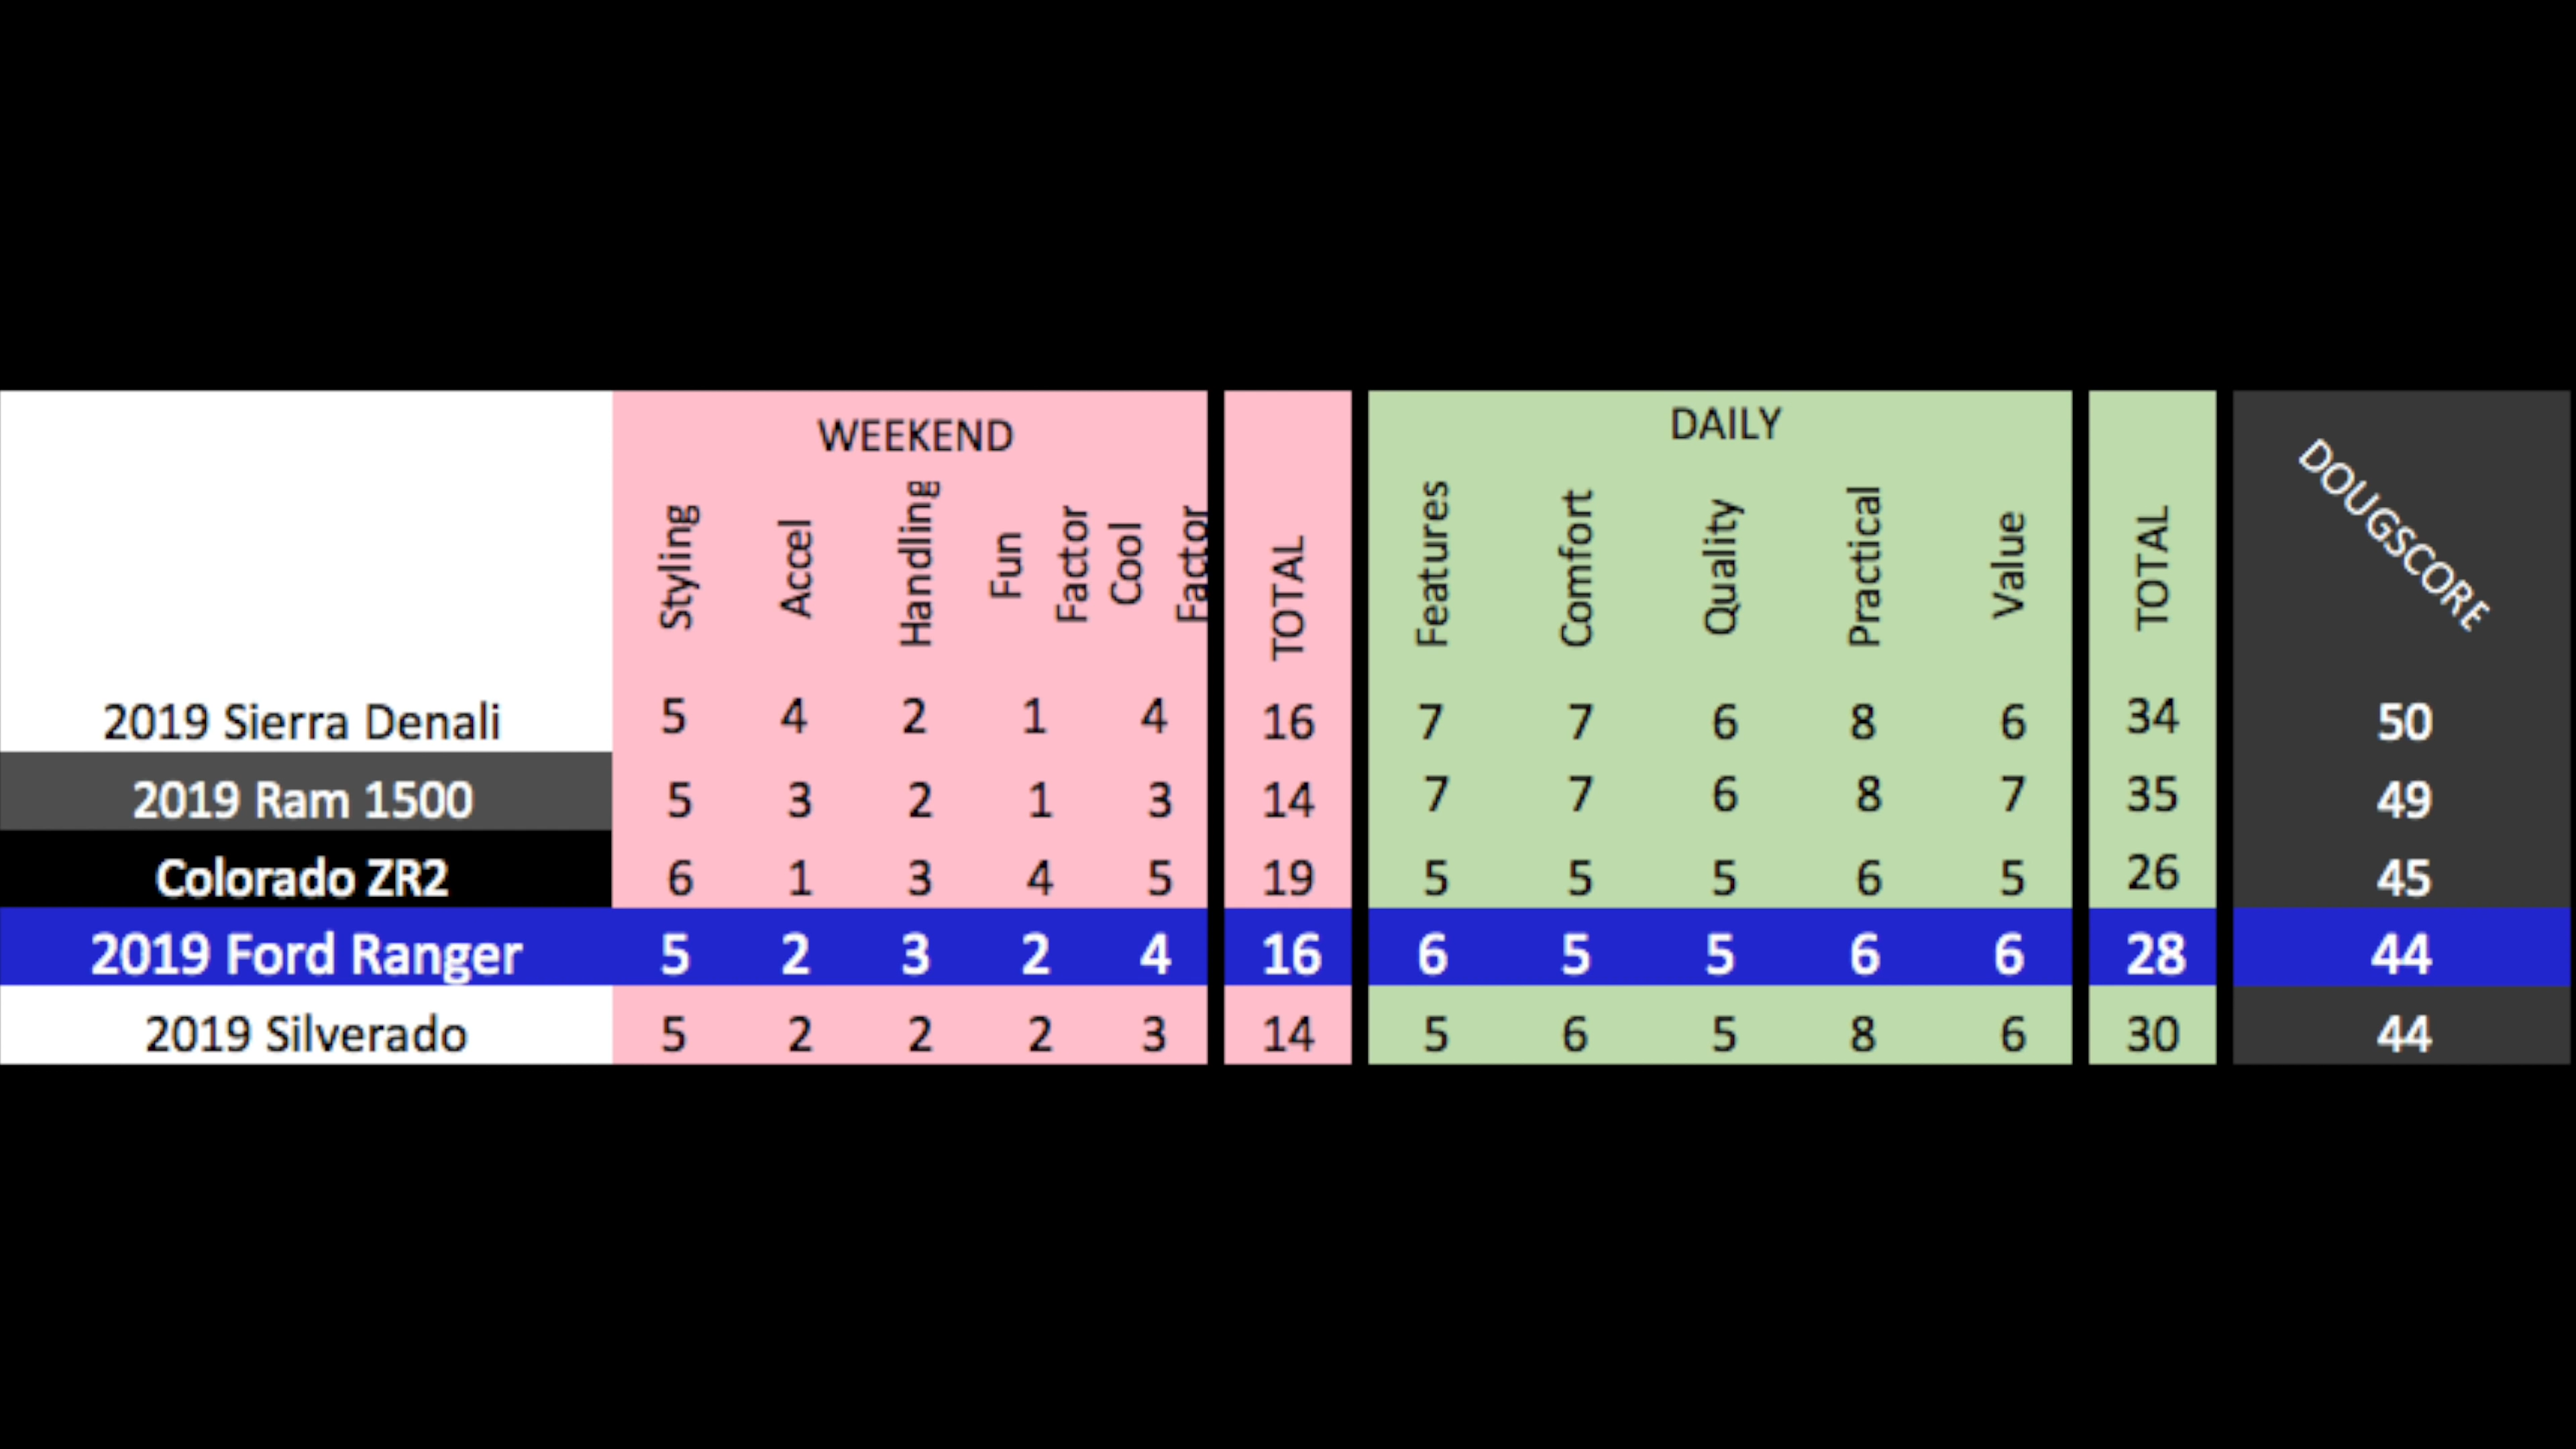 WEEKEND DAILY
Styling Accel Handling Fun Factor Cool Factor TOTAL Features Comfort Quality Practical Value TOTAL DOUGSCORE
2019 Sierra Denali 5 4 2 1 4 16 7 7 6 8 6 34 50
2019 Ram 1500 5 3 2 1 3 14 7 7 6 8 7 35 49
Colorado ZR2 6 1 3 4 5 19 5 5 5 6 5 26 45
2019 Ford Ranger 5 2 3 2 4 16 6 5 5 6 6 28 44
2019 Silverado 5 2 2 2 3 14 5 6 5 8 6 30 44